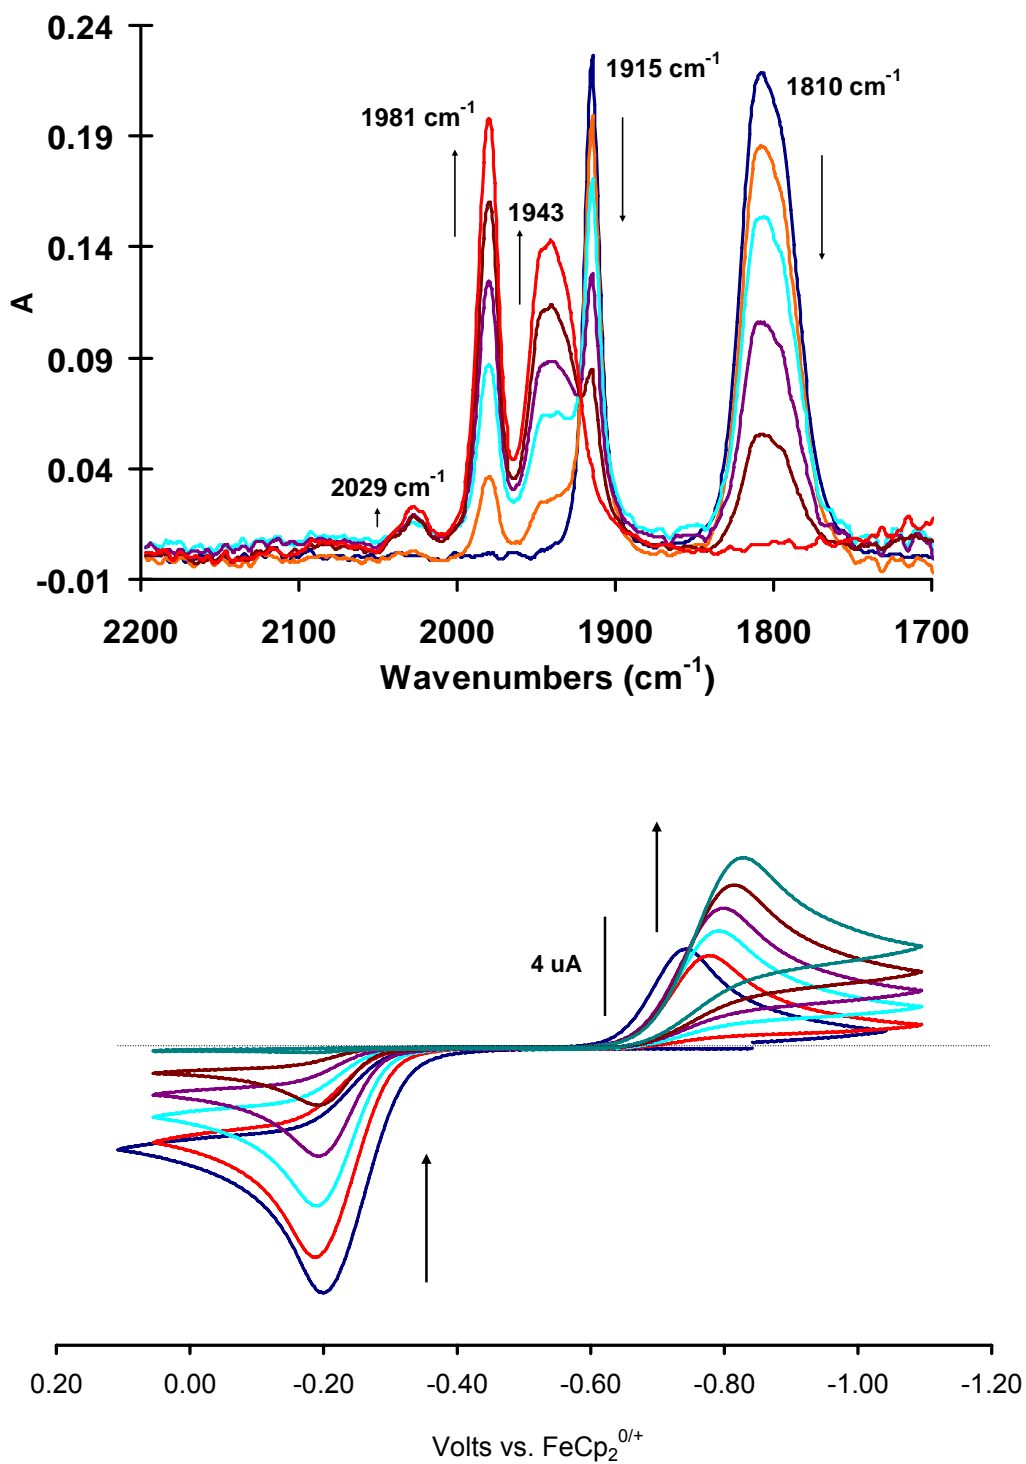 0.24
0.19
0.14
0.09
0.04
-0.01
A
1981 cm⁻¹
1943
1915 cm⁻¹
1810 cm⁻¹
2029 cm⁻¹
2200 2100 2000 1900 1800 1700
Wavenumbers (cm⁻¹)
4 uA
0.20 0.00 -0.20 -0.40 -0.60 -0.80 -1.00 -1.20
Volts vs. FeCp₂⁰/⁺